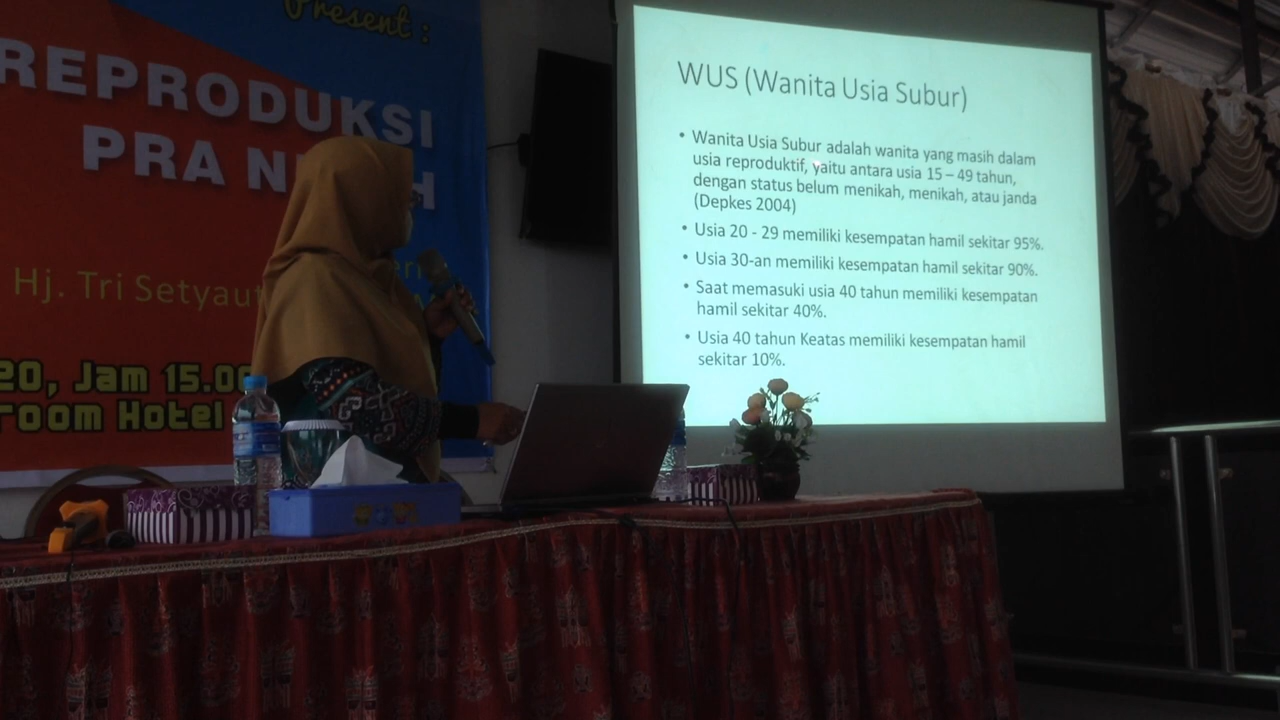 Present :
REPRODUKSI
PRA
Hj. Tri
20, Jam 15.00
room Hotel
WUS (Wanita Usia Subur)
• Wanita Usia Subur adalah wanita yang masih dalam
usia reproduktif, yaitu antara usia 15 – 49 tahun,
dengan status belum menikah, menikah, atau janda
(Depkes 2004)
• Usia 20 - 29 memiliki kesempatan hamil sekitar 95%.
• Usia 30-an memiliki kesempatan hamil sekitar 90%.
• Saat memasuki usia 40 tahun memiliki kesempatan
hamil sekitar 40%.
• Usia 40 tahun Keatas memiliki kesempatan hamil
sekitar 10%.